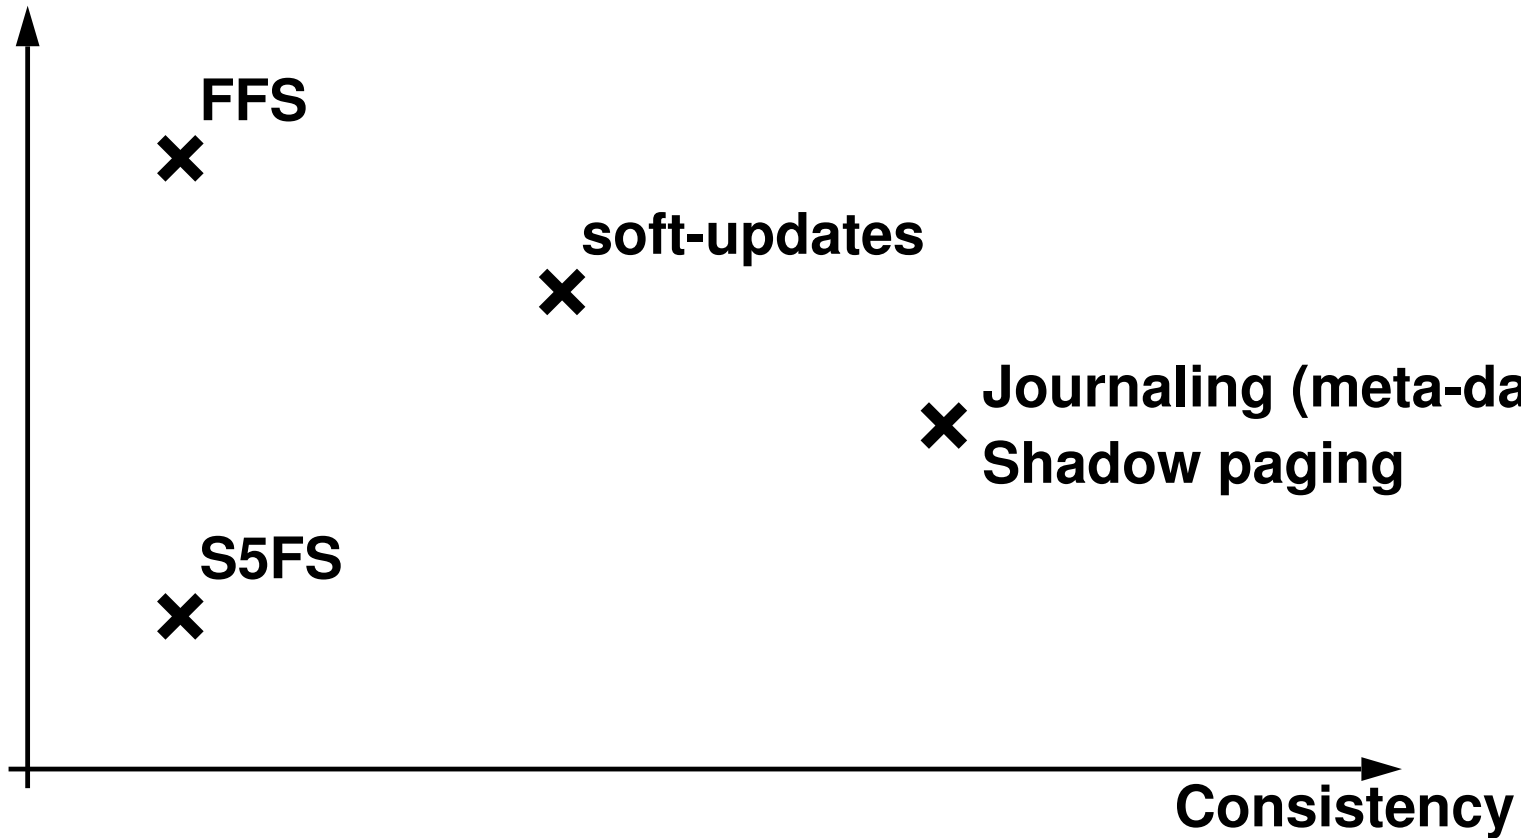 FFS
soft-updates
Journaling (meta-da
Shadow paging
S5FS
Consistency